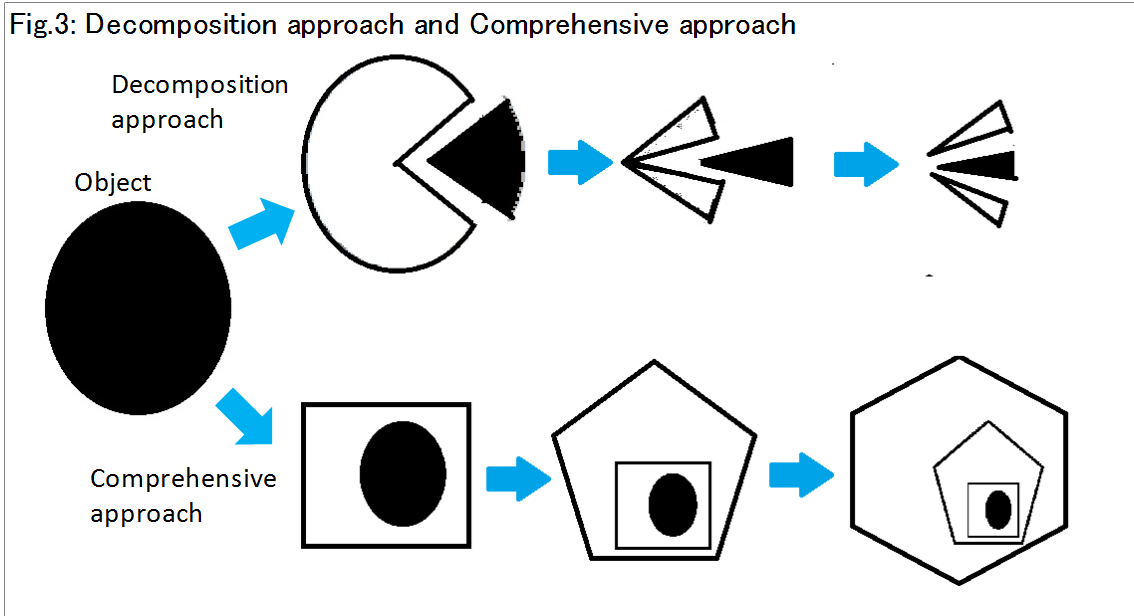 Fig.3: Decomposition approach and Comprehensive approach
Decomposition
approach
Object
Comprehensive
approach